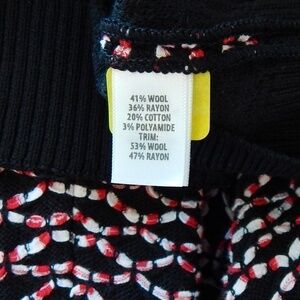 41% WOOL
36% RAYON
20% COTTON
3% POLYAMIDE
TRIM:
53% WOOL
47% RAYON